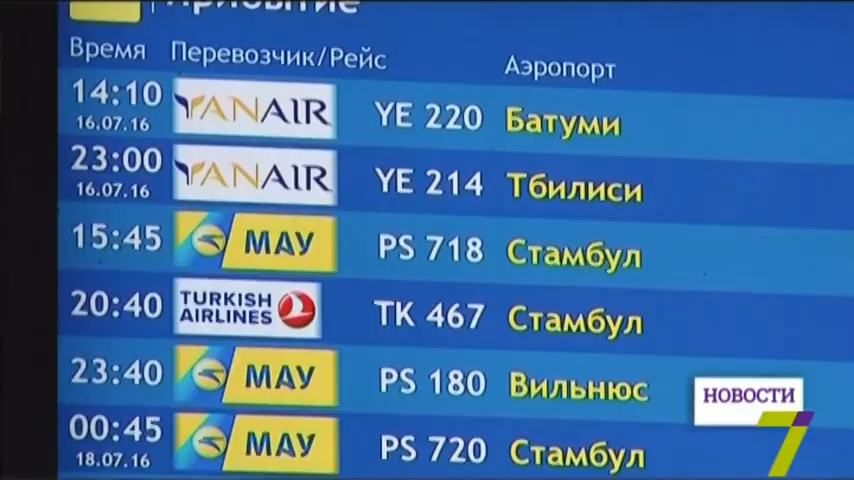 Прибытие
Время Перевозчик/Рейс Аэропорт
14:10 YANAIR YE 220 Батуми
16.07.16
23:00 YANAIR YE 214 Тбилиси
16.07.16
15:45 МАУ PS 718 Стамбул
20:40 TURKISH AIRLINES TK 467 Стамбул
23:40 МАУ PS 180 Вильнюс
00:45 МАУ PS 720 Стамбул
18.07.16
НОВОСТИ
7